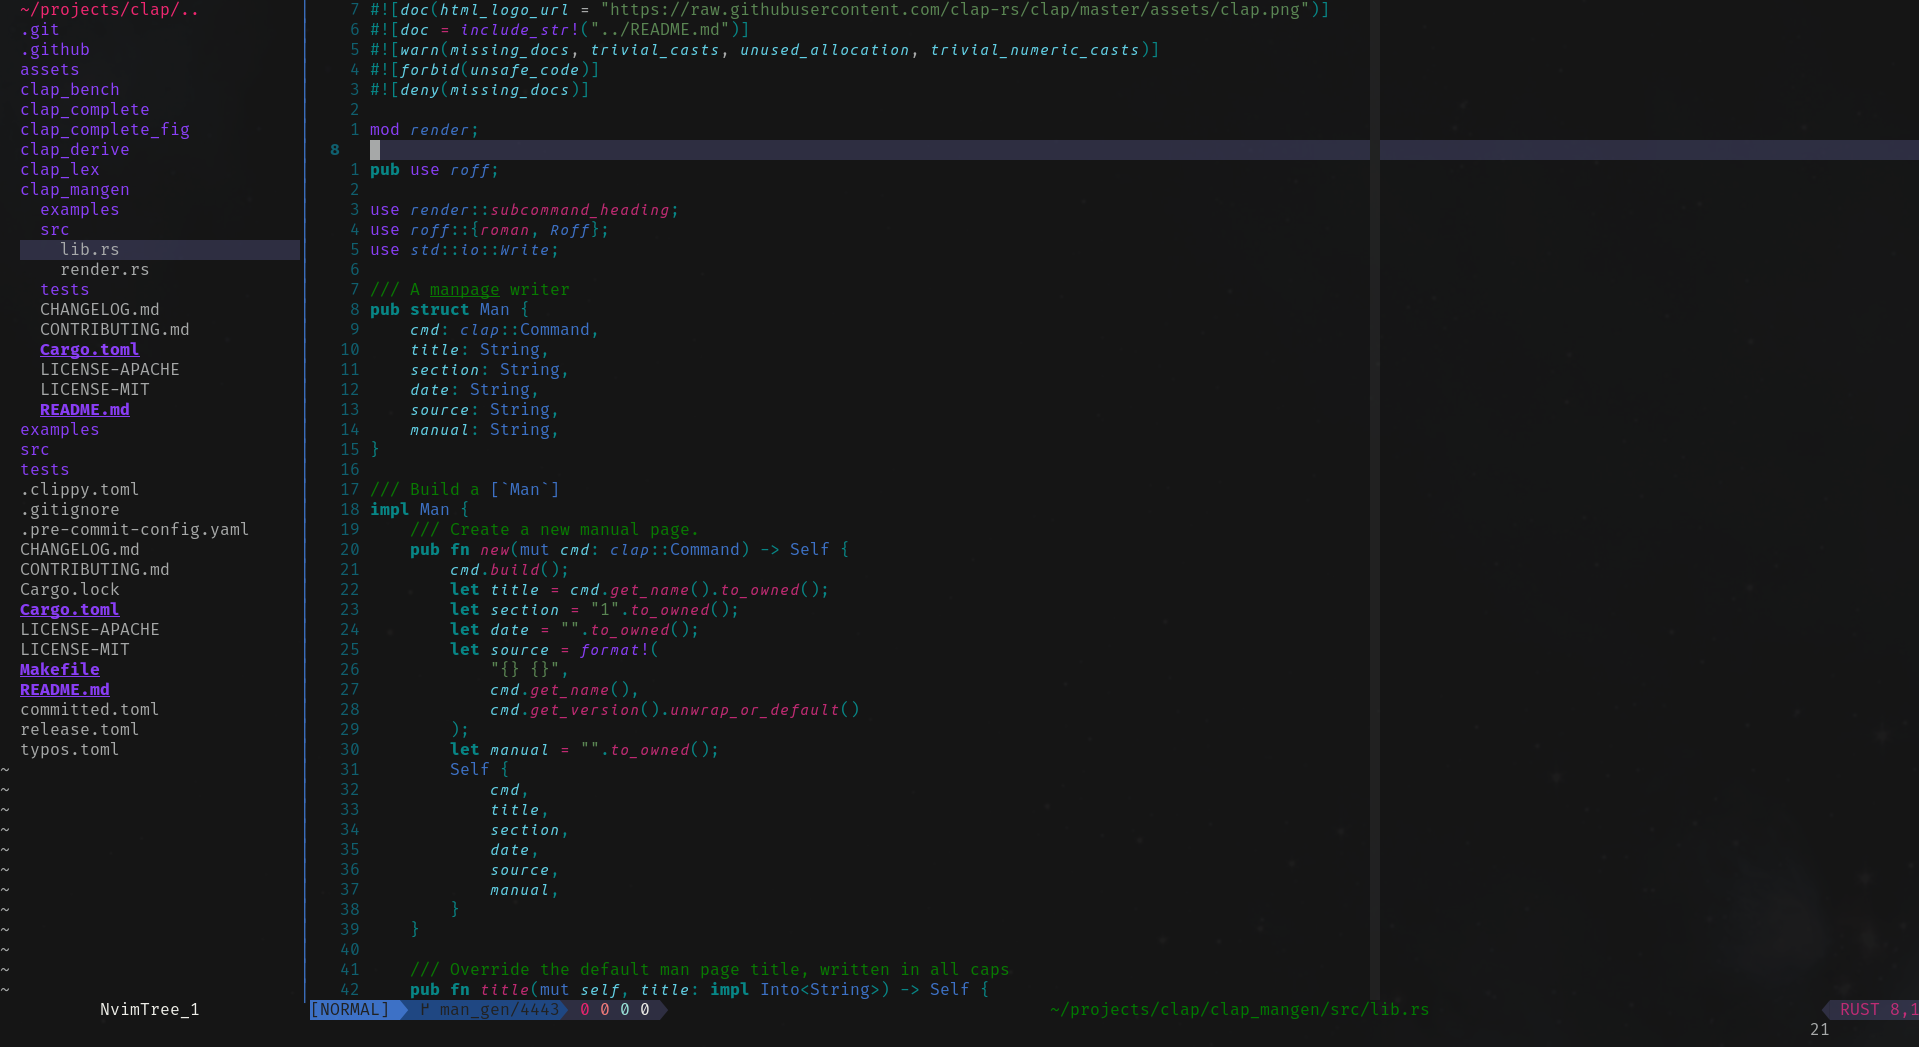 ~/projects/clap/..
.git
.github
assets
clap_bench
clap_complete
clap_complete_fig
clap_derive
clap_lex
clap_mangen
  examples
  src
    lib.rs
    render.rs
  tests
  CHANGELOG.md
  CONTRIBUTING.md
  Cargo.toml
  LICENSE-APACHE
  LICENSE-MIT
  README.md
examples
src
tests
.clippy.toml
.gitignore
.pre-commit-config.yaml
CHANGELOG.md
CONTRIBUTING.md
Cargo.lock
Cargo.toml
LICENSE-APACHE
LICENSE-MIT
Makefile
README.md
committed.toml
release.toml
typos.toml
~
~
~
~
~
~
~
~
~
~
~
~
NvimTree_1
7 #![doc(html_logo_url = "https://raw.githubusercontent.com/clap-rs/clap/master/assets/clap.png")]
6 #![doc = include_str!("../README.md")]
5 #![warn(missing_docs, trivial_casts, unused_allocation, trivial_numeric_casts)]
4 #![forbid(unsafe_code)]
3 #![deny(missing_docs)]
2
1 mod render;
8
1 pub use roff;
2
3 use render::subcommand_heading;
4 use roff::{roman, Roff};
5 use std::io::Write;
6
7 /// A manpage writer
8 pub struct Man {
9     cmd: clap::Command,
10     title: String,
11     section: String,
12     date: String,
13     source: String,
14     manual: String,
15 }
16
17 /// Build a [`Man`]
18 impl Man {
19     /// Create a new manual page.
20     pub fn new(mut cmd: clap::Command) -> Self {
21         cmd.build();
22         let title = cmd.get_name().to_owned();
23         let section = "1".to_owned();
24         let date = "".to_owned();
25         let source = format!(
26             "{} {}",
27             cmd.get_name(),
28             cmd.get_version().unwrap_or_default()
29         );
30         let manual = "".to_owned();
31         Self {
32             cmd,
33             title,
34             section,
35             date,
36             source,
37             manual,
38         }
39     }
40
41     /// Override the default man page title, written in all caps
42     pub fn title(mut self, title: impl Into<String>) -> Self {
[NORMAL] man_gen/4443 0 0 0 0 ~/projects/clap/clap_mangen/src/lib.rs RUST 8,1
21